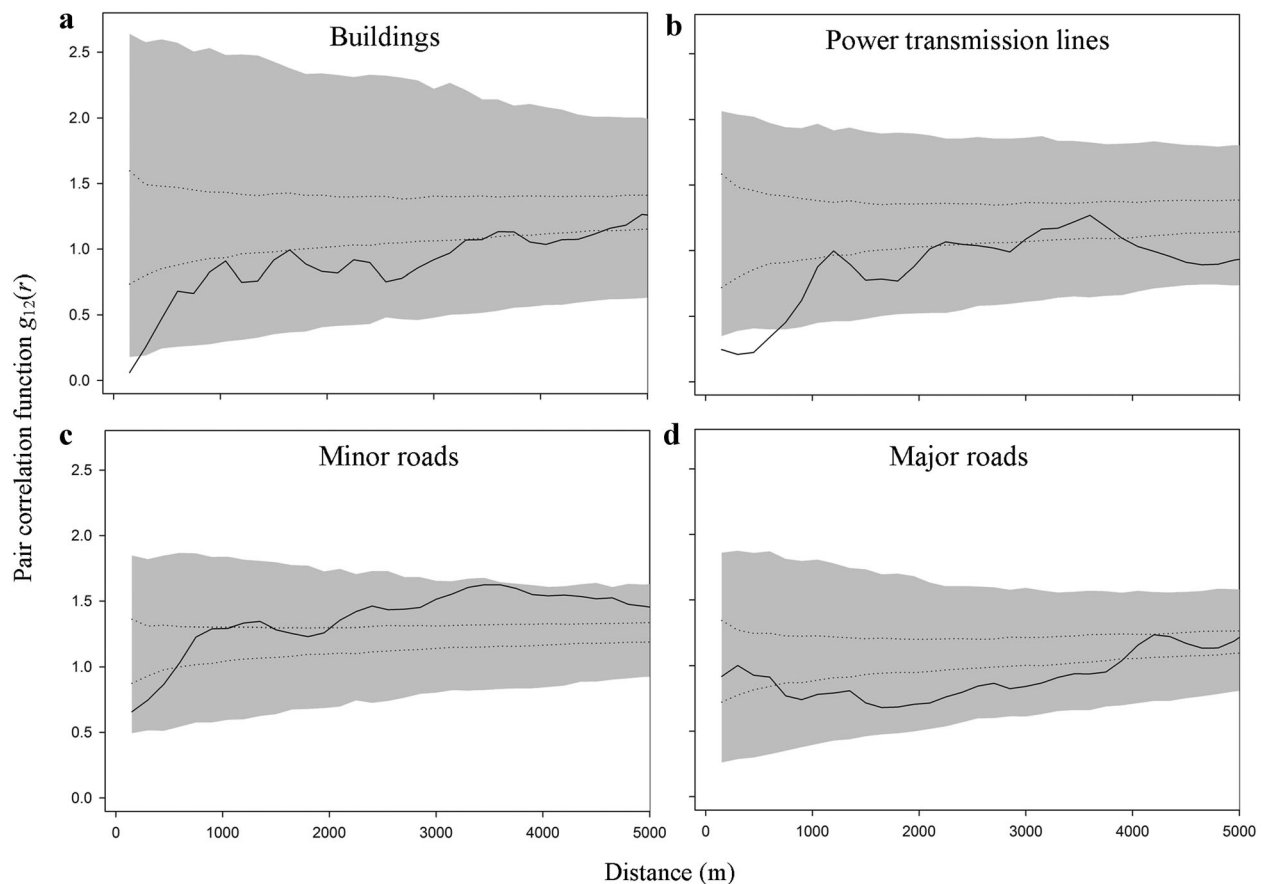 a
Buildings
2.5
2.0
1.5
1.0
0.5
0.0
b
Power transmission lines
c
Minor roads
2.5
2.0
1.5
1.0
0.5
0.0
0
1000
2000
3000
4000
5000
d
Major roads
0
1000
2000
3000
4000
5000
Pair correlation function g₁₂(r)
Distance (m)